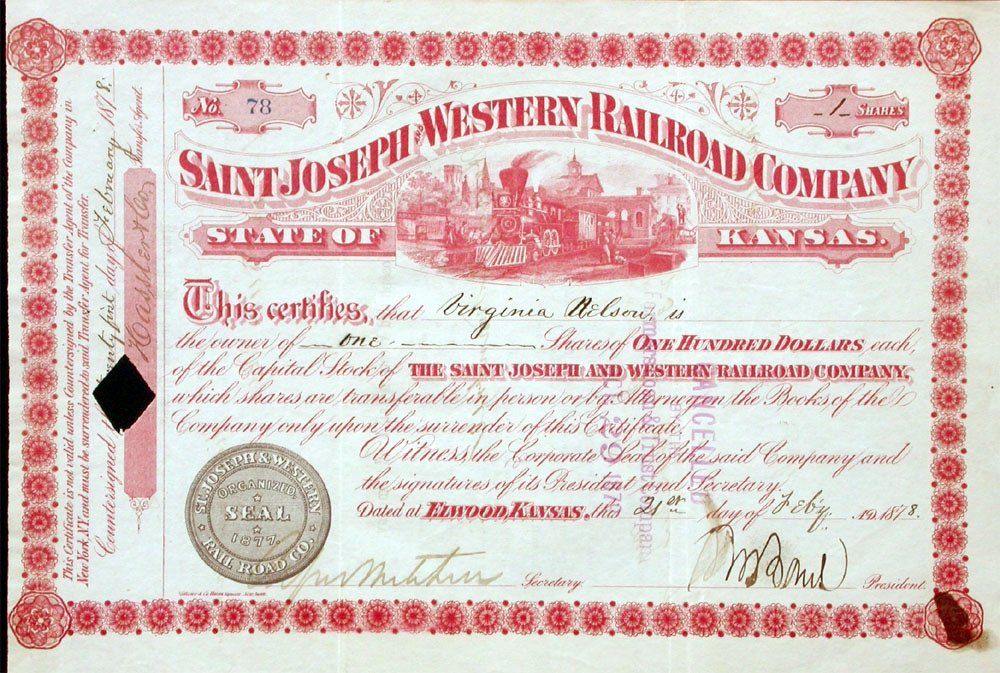 No. 78
-1- SHARES
SAINT JOSEPH AND WESTERN RAILROAD COMPANY
STATE OF KANSAS.
This certifies, that Virginia Nelson, is
the owner of one Shares of ONE HUNDRED DOLLARS, each,
of the Capital Stock of THE SAINT JOSEPH AND WESTERN RAILROAD COMPANY,
which shares are transferable in person or by Attorney on the Books of the
Company only upon the surrender of this Certificate.
Witness, the Corporate Seal of the said Company and
the signatures of its President and Secretary.
Dated at ELWOOD, KANSAS, this 21st day of Feby. A.D. 1878.
Secretary.
President.
ST. JOSEPH & WESTERN
ORGANIZED
SEAL
1877.
RAIL ROAD CO.
CANCELLED
This Certificate is not valid unless Countersigned by the Transfer Agent of the Company in
New York, N.Y. and must be surrendered to said Transfer Agent for Transfer.
Countersigned day of February 1878.
Hassler & Co.
Transfer Agent.